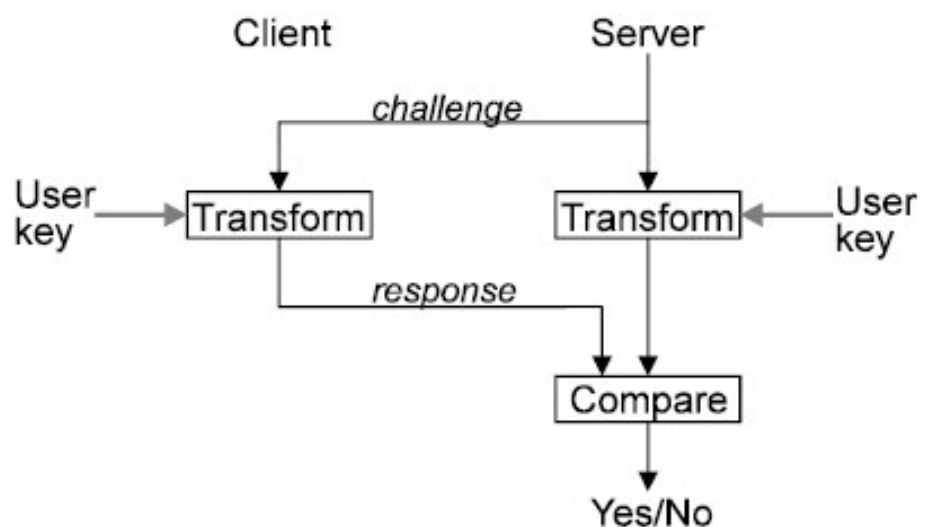 Client
Server
challenge
User
key
Transform
Transform
User
key
response
Compare
Yes/No